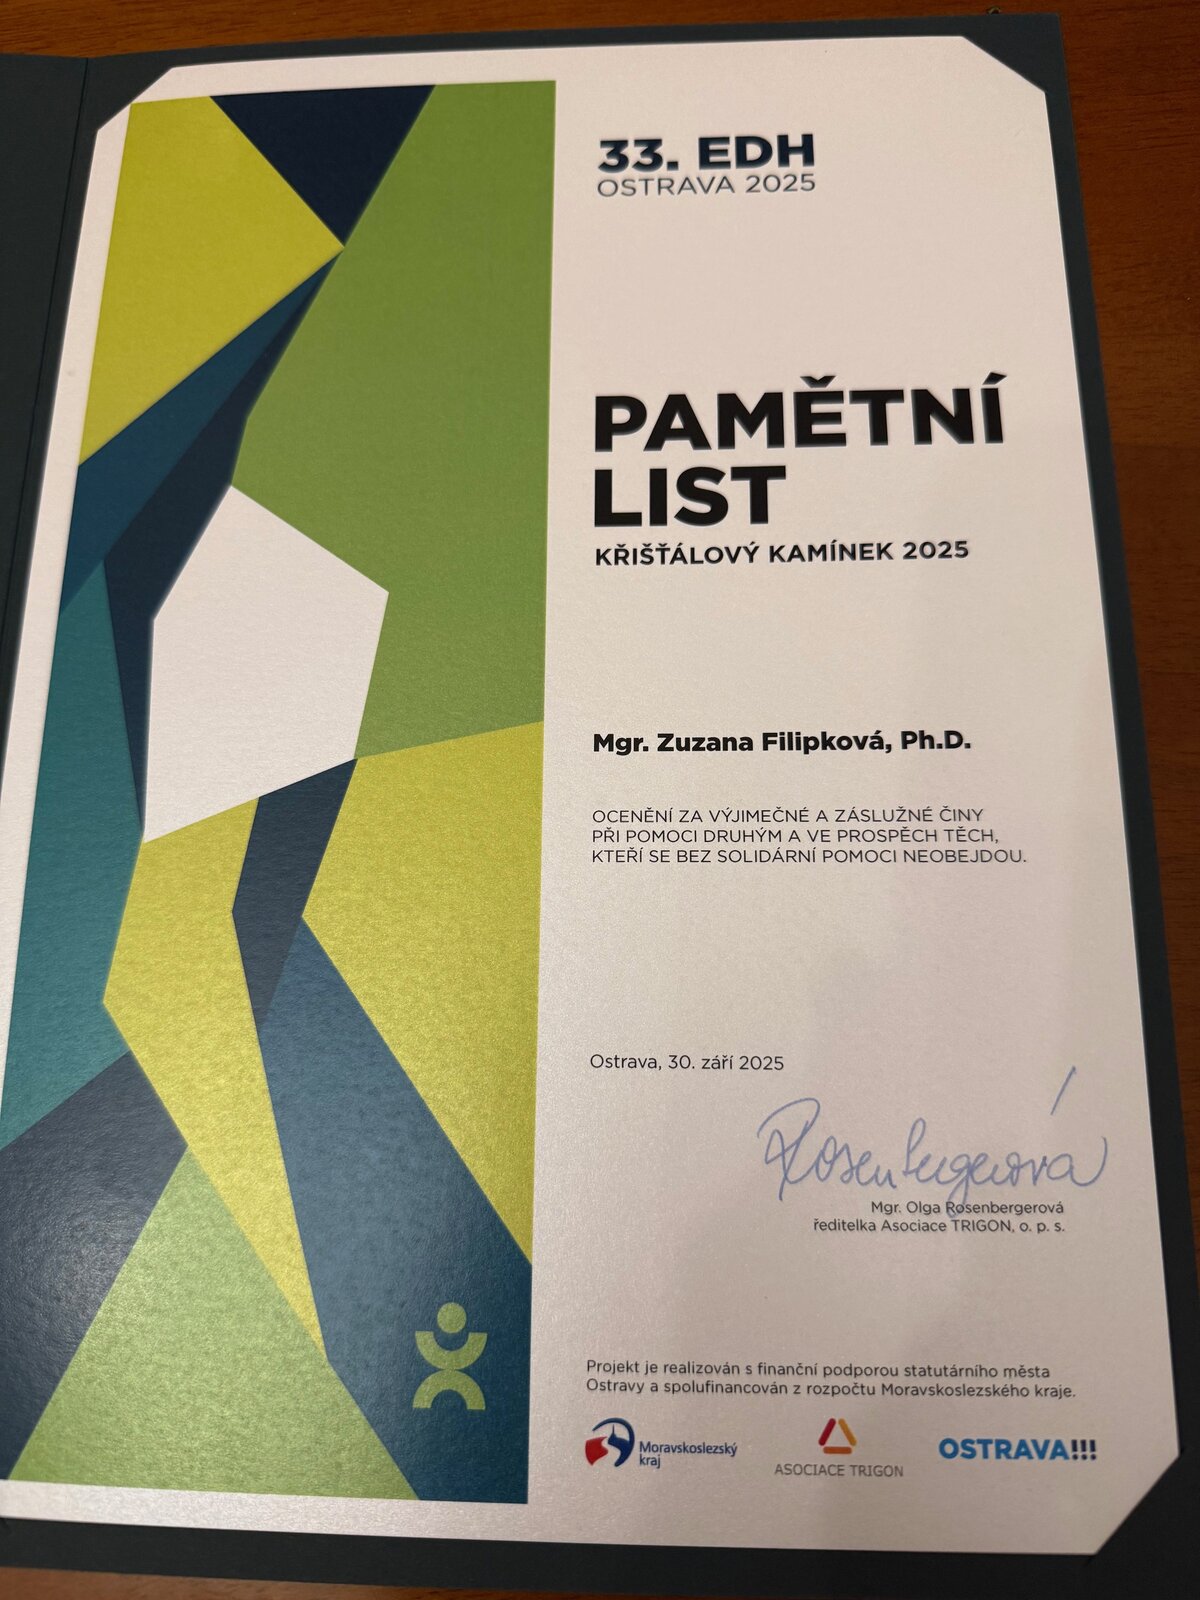 33. EDH
OSTRAVA 2025
PAMĚTNÍ
LIST
KŘIŠŤÁLOVÝ KAMÍNEK 2025
Mgr. Zuzana Filipková, Ph.D.
OCENĚNÍ ZA VÝJIMEČNÉ A ZÁSLUŽNÉ ČINY
PŘI POMOCI DRUHÝM A VE PROSPĚCH TĚCH,
KTEŘÍ SE BEZ SOLIDÁRNÍ POMOCI NEOBEJDOU.
Ostrava, 30. září 2025
Rosenbergerová
Mgr. Olga Rosenbergerová
ředitelka Asociace TRIGON, o. p. s.
Projekt je realizován s finanční podporou statutárního města
Ostravy a spolufinancován z rozpočtu Moravskoslezského kraje.
Moravskoslezský
kraj
ASOCIACE TRIGON
OSTRAVA!!!